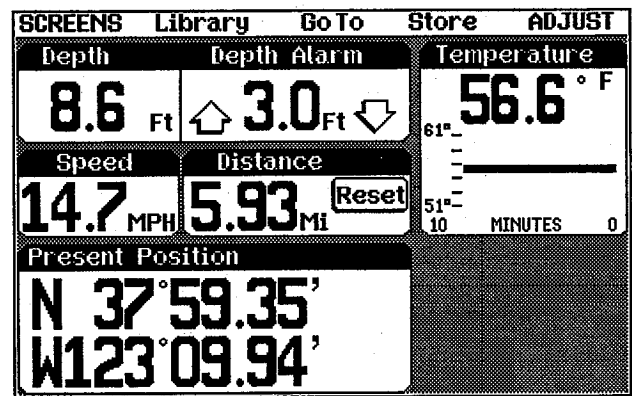 SCREENS Library GoTo Store ADJUST
Depth Depth Alarm Temperature
8.6 Ft 3.0 Ft 56.6° F
61°
Speed Distance
14.7 MPH 5.93 Mi Reset
51°
10 MINUTES 0
Present Position
N 37°59.35'
W123°09.94'